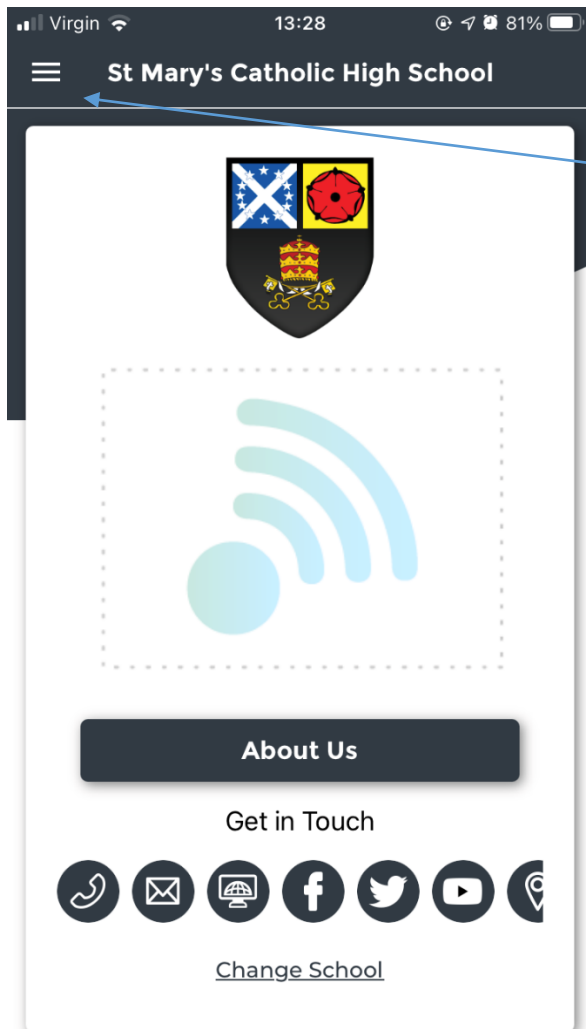 Virgin 13:28 81%
St Mary's Catholic High School
About Us
Get in Touch
Change School